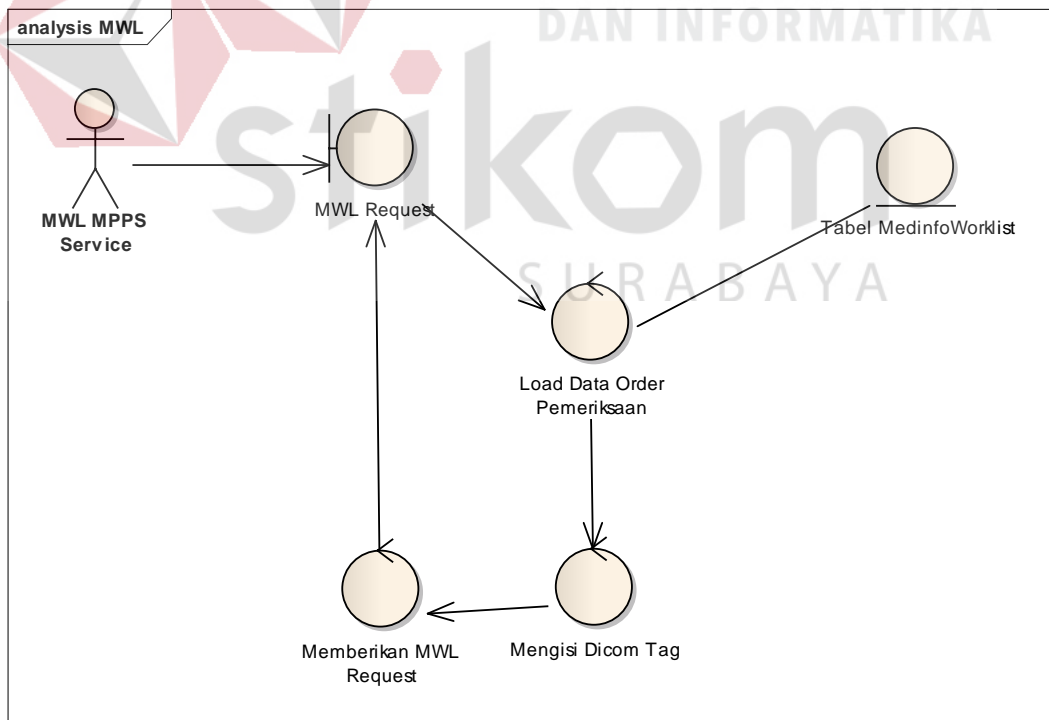 analysis MWL
DAN INFORMATIKA
stikom
SURABAYA
MWL MPPS
Service
MWL Request
Tabel MedinfoWorklist
Load Data Order
Pemeriksaan
Memberikan MWL
Request
Mengisi Dicom Tag